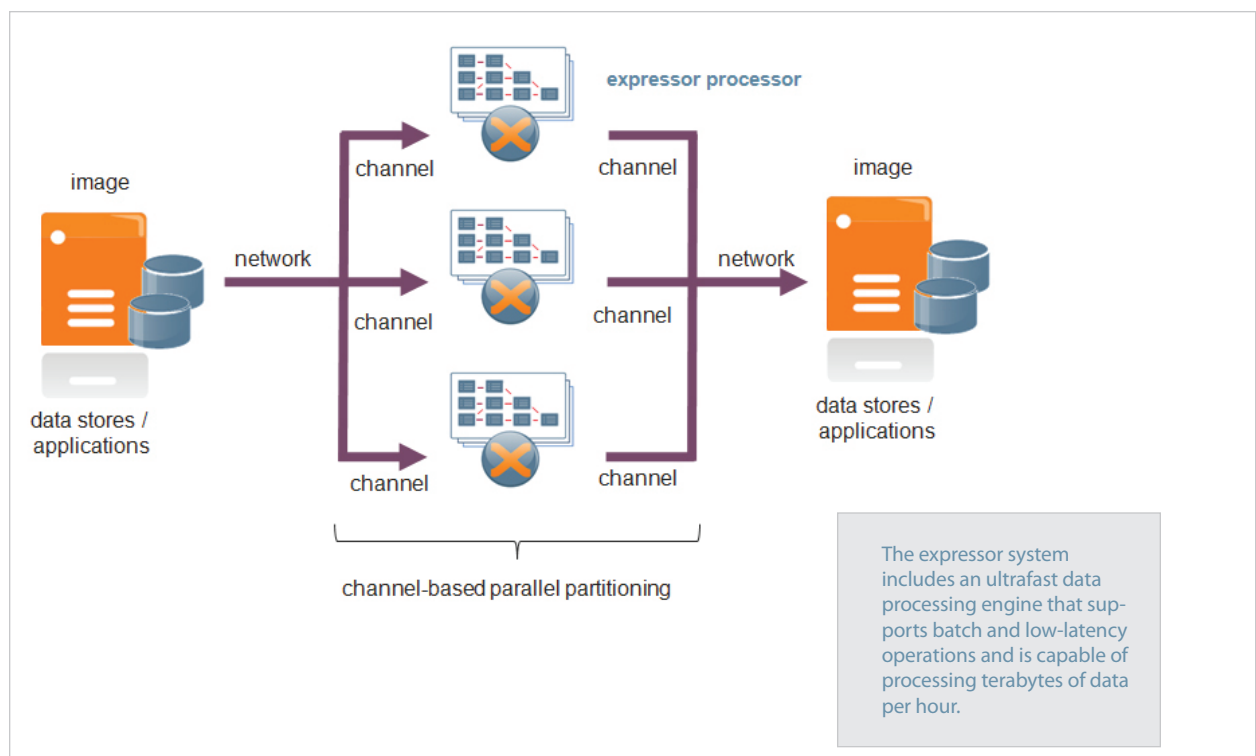 expressor processor
channel
channel
image
image
network
network
channel
channel
data stores /
applications
data stores /
applications
channel
channel
channel-based parallel partitioning
The expressor system
includes an ultrafast data
processing engine that sup-
ports batch and low-latency
operations and is capable of
processing terabytes of data
per hour.